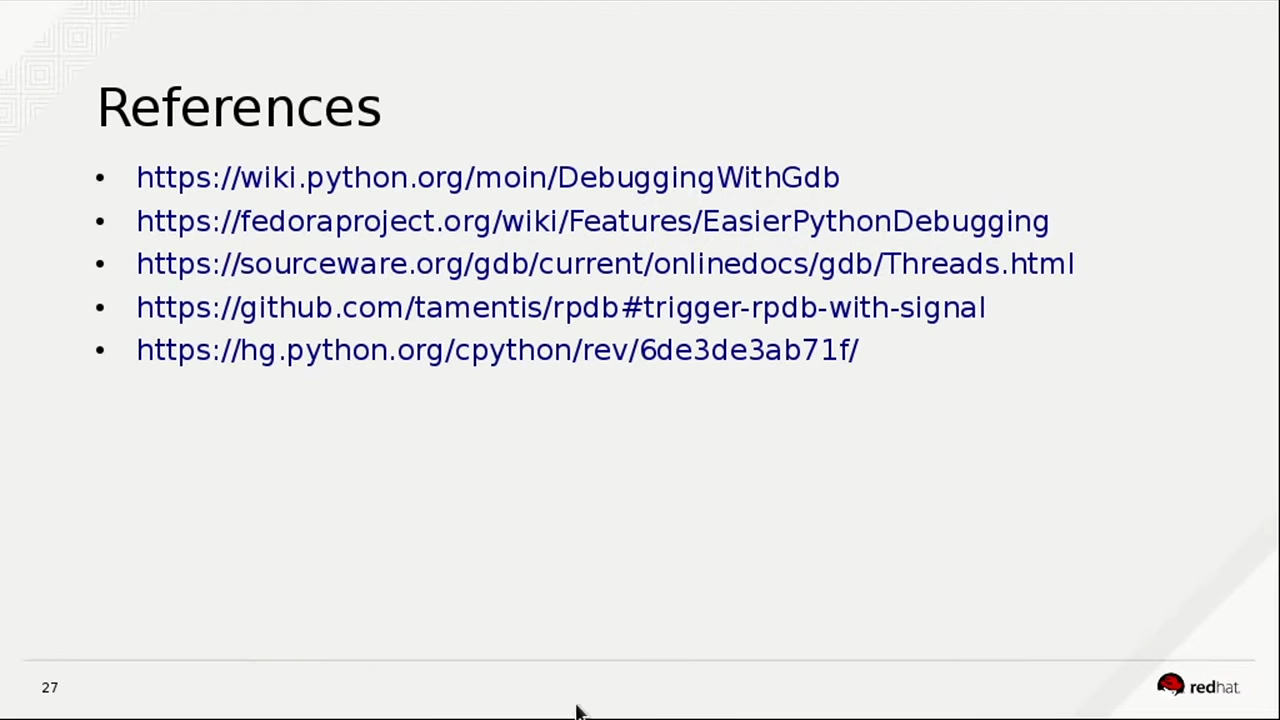 References
• https://wiki.python.org/moin/DebuggingWithGdb
• https://fedoraproject.org/wiki/Features/EasierPythonDebugging
• https://sourceware.org/gdb/current/onlinedocs/gdb/Threads.html
• https://github.com/tamentis/rpdb#trigger-rpdb-with-signal
• https://hg.python.org/cpython/rev/6de3de3ab71f/
27
redhat.